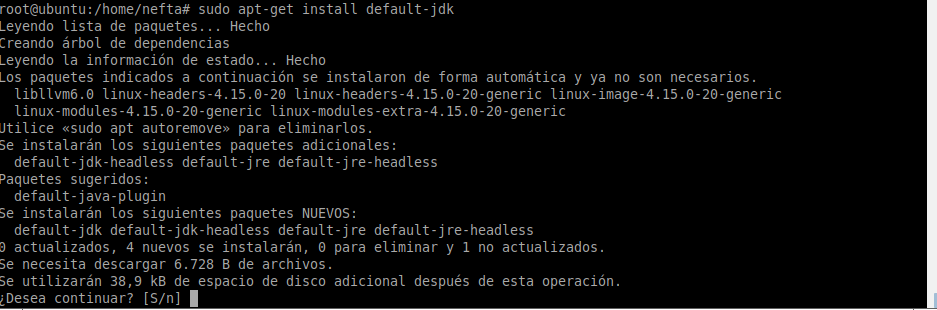 root@ubuntu:/home/nefta# sudo apt-get install default-jdk
Leyendo lista de paquetes... Hecho
Creando árbol de dependencias
Leyendo la información de estado... Hecho
Los paquetes indicados a continuación se instalaron de forma automática y ya no son necesarios.
libllvm6.0 linux-headers-4.15.0-20 linux-headers-4.15.0-20-generic linux-image-4.15.0-20-generic
linux-modules-4.15.0-20-generic linux-modules-extra-4.15.0-20-generic
Utilice «sudo apt autoremove» para eliminarlos.
Se instalarán los siguientes paquetes adicionales:
default-jdk-headless default-jre default-jre-headless
Paquetes sugeridos:
default-java-plugin
Se instalarán los siguientes paquetes NUEVOS:
default-jdk default-jdk-headless default-jre default-jre-headless
0 actualizados, 4 nuevos se instalarán, 0 para eliminar y 1 no actualizados.
Se necesita descargar 6.728 B de archivos.
Se utilizarán 38,9 kB de espacio de disco adicional después de esta operación.
¿Desea continuar? [S/n]